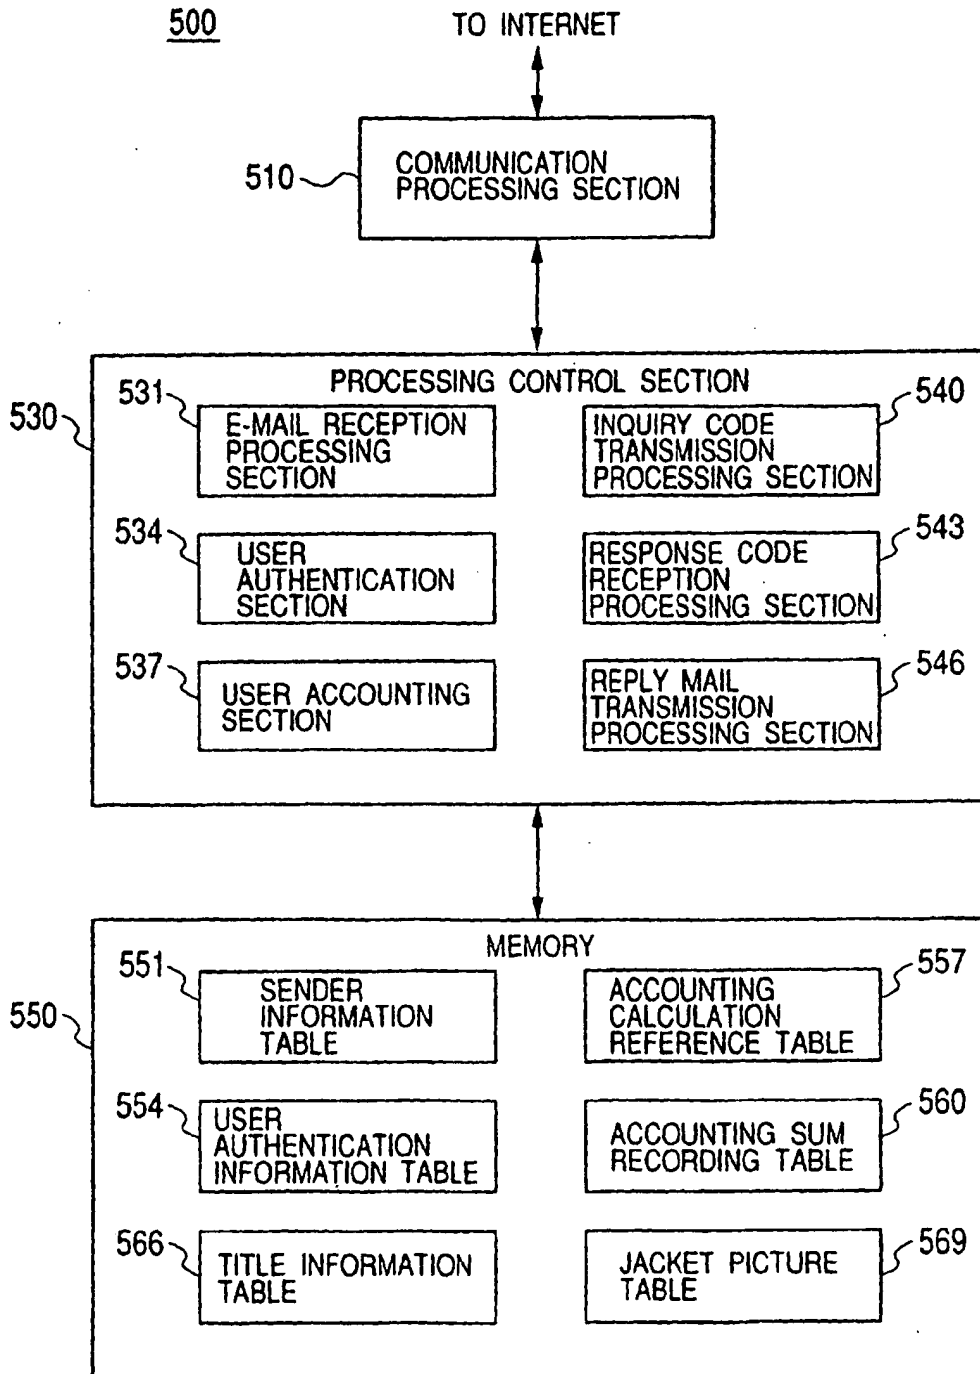 500
TO INTERNET
510
COMMUNICATION
PROCESSING SECTION
530
PROCESSING CONTROL SECTION
531
E-MAIL RECEPTION
PROCESSING
SECTION
540
INQUIRY CODE
TRANSMISSION
PROCESSING SECTION
534
USER
AUTHENTICATION
SECTION
543
RESPONSE CODE
RECEPTION
PROCESSING SECTION
537
USER ACCOUNTING
SECTION
546
REPLY MAIL
TRANSMISSION
PROCESSING SECTION
550
MEMORY
551
SENDER
INFORMATION
TABLE
557
ACCOUNTING
CALCULATION
REFERENCE TABLE
554
USER
AUTHENTICATION
INFORMATION TABLE
560
ACCOUNTING SUM
RECORDING TABLE
566
TITLE INFORMATION
TABLE
569
JACKET PICTURE
TABLE